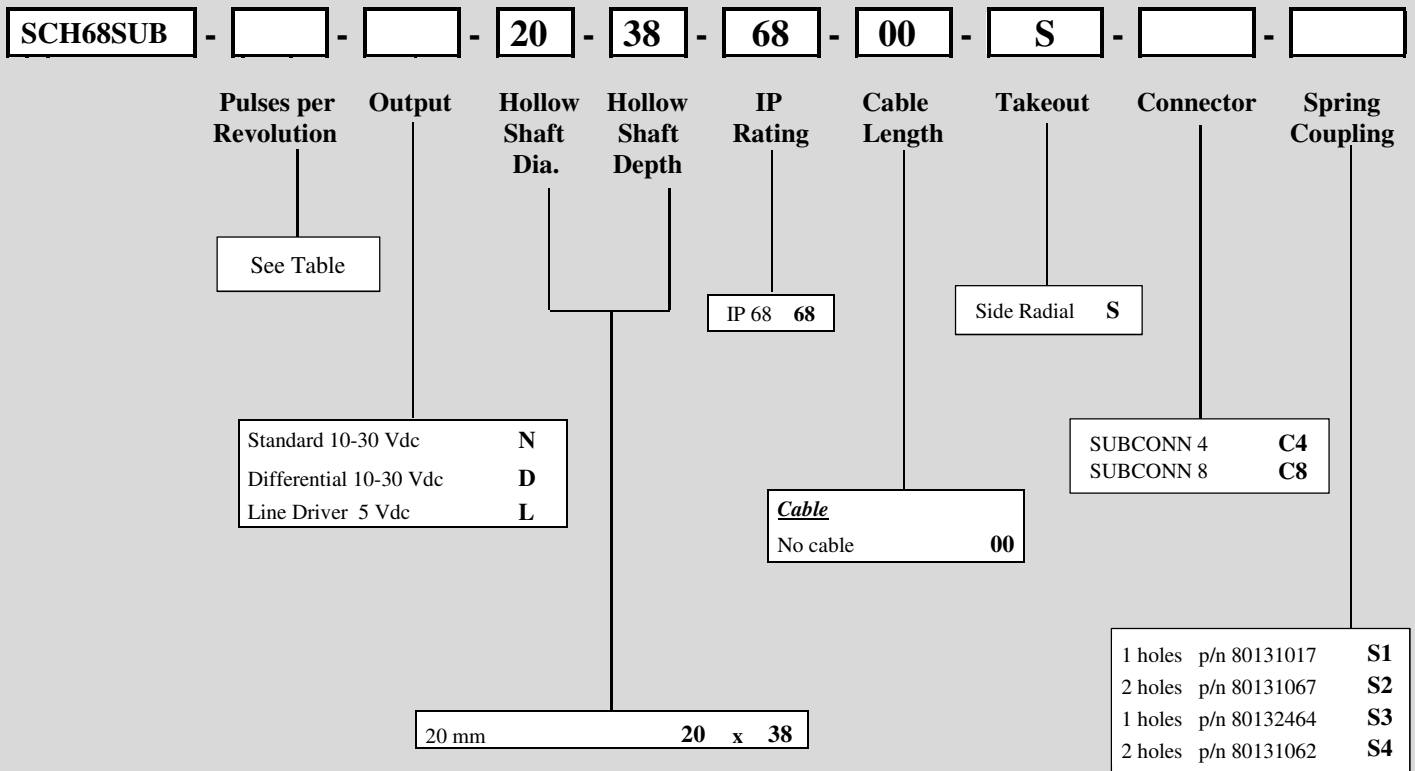 SCH68SUB - - - 20 - 38 - 68 - 00 - S - -
Pulses per Revolution
Output
Hollow Shaft Dia.
Hollow Shaft Depth
IP Rating
Cable Length
Takeout
Connector
Spring Coupling
See Table
IP 68 68
Side Radial S
Standard 10-30 Vdc N
Differential 10-30 Vdc D
Line Driver 5 Vdc L
SUBCONN 4 C4
SUBCONN 8 C8
Cable
No cable 00
1 holes p/n 80131017 S1
2 holes p/n 80131067 S2
1 holes p/n 80132464 S3
2 holes p/n 80131062 S4
20 mm 20 x 38